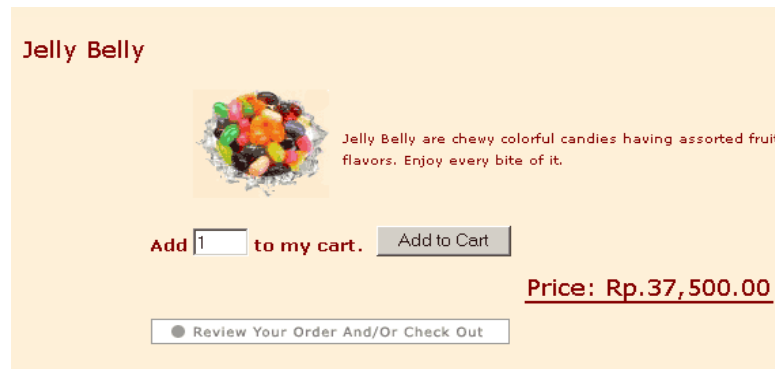 Jelly Belly
Jelly Belly are chewy colorful candies having assorted frui
flavors. Enjoy every bite of it.
Add 1 to my cart. Add to Cart
Price: Rp.37,500.00
Review Your Order And/Or Check Out